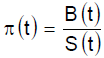 π(t) = B(t) / S(t)